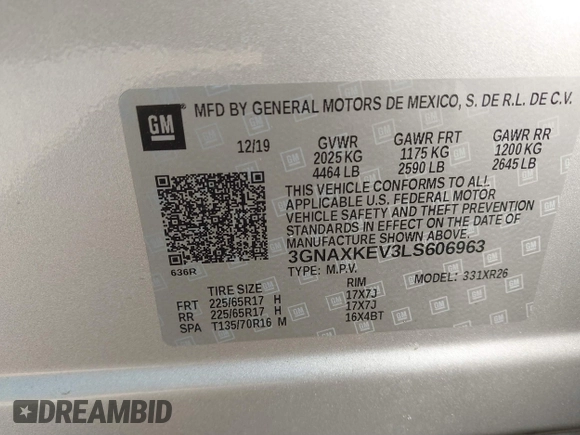 GM ® MFD BY GENERAL MOTORS DE MEXICO, S. DE R.L. DE C.V.
12/19 GVWR GAWR FRT GAWR RR
2025 KG 1175 KG 1200 KG
4464 LB 2590 LB 2645 LB
THIS VEHICLE CONFORMS TO ALL
APPLICABLE U.S. FEDERAL MOTOR
VEHICLE SAFETY AND THEFT PREVENTION
STANDARDS IN EFFECT ON THE DATE OF
MANUFACTURE SHOWN ABOVE.
3GNAXKEV3LS606963
636R TYPE: M.P.V. MODEL: 331XR26
TIRE SIZE RIM
FRT 225/65R17 H 17X7J
RR 225/65R17 H 17X7J
SPA T135/70R16 M 16X4BT
DREAMBID